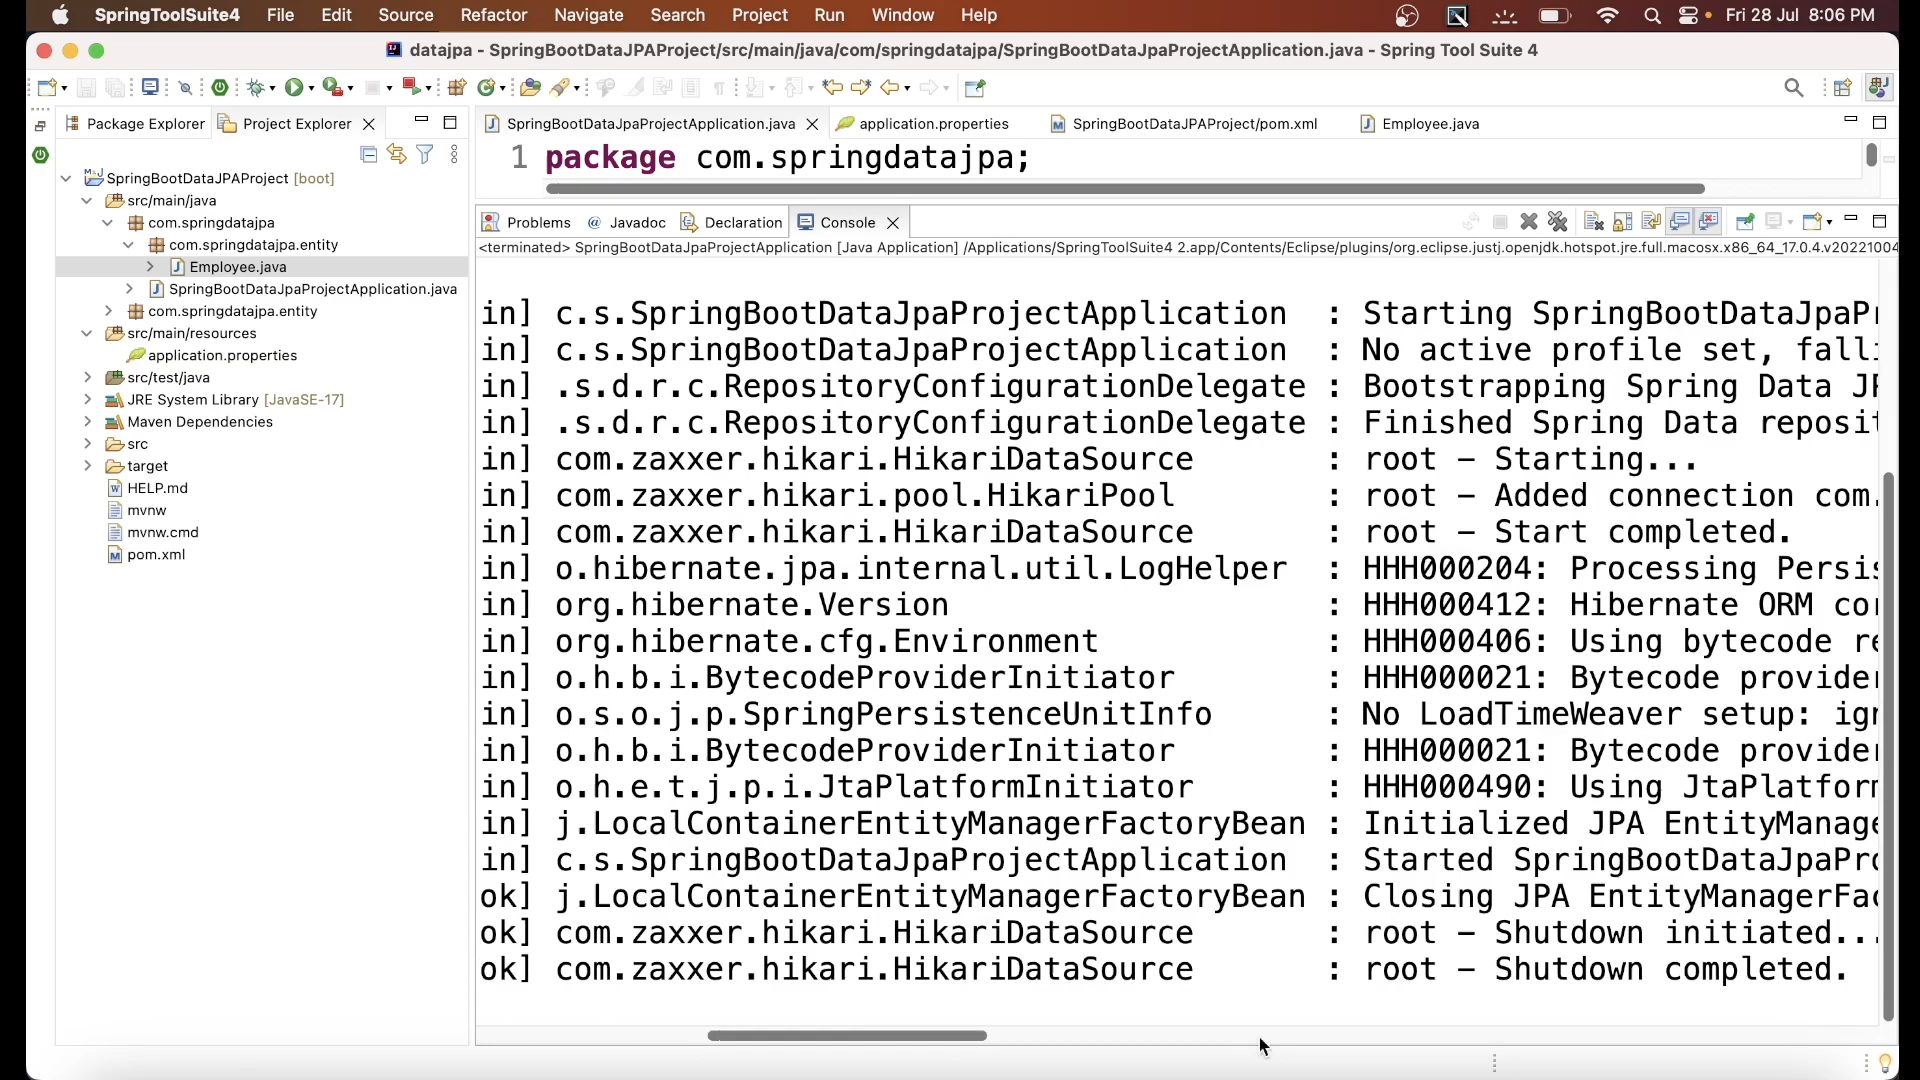 SpringToolSuite4 File Edit Source Refactor Navigate Search Project Run Window Help Fri 28 Jul 8:06 PM
datajpa - SpringBootDataJPAProject/src/main/java/com/springdatajpa/SpringBootDataJpaProjectApplication.java - Spring Tool Suite 4
Package Explorer Project Explorer
SpringBootDataJPAProject [boot]
src/main/java
com.springdatajpa
com.springdatajpa.entity
Employee.java
SpringBootDataJpaProjectApplication.java
com.springdatajpa.entity
src/main/resources
application.properties
src/test/java
JRE System Library [JavaSE-17]
Maven Dependencies
src
target
HELP.md
mvnw
mvnw.cmd
pom.xml
SpringBootDataJpaProjectApplication.java application.properties SpringBootDataJPAProject/pom.xml Employee.java
1 package com.springdatajpa;
Problems @ Javadoc Declaration Console
<terminated> SpringBootDataJpaProjectApplication [Java Application] /Applications/SpringToolSuite4 2.app/Contents/Eclipse/plugins/org.eclipse.justj.openjdk.hotspot.jre.full.macosx.x86_64_17.0.4.v20221004
in] c.s.SpringBootDataJpaProjectApplication : Starting SpringBootDataJpaP
in] c.s.SpringBootDataJpaProjectApplication : No active profile set, falli
in] .s.d.r.c.RepositoryConfigurationDelegate : Bootstrapping Spring Data J
in] .s.d.r.c.RepositoryConfigurationDelegate : Finished Spring Data reposit
in] com.zaxxer.hikari.HikariDataSource : root - Starting...
in] com.zaxxer.hikari.pool.HikariPool : root - Added connection com.
in] com.zaxxer.hikari.HikariDataSource : root - Start completed.
in] o.hibernate.jpa.internal.util.LogHelper : HHH000204: Processing Persis
in] org.hibernate.Version : HHH000412: Hibernate ORM co
in] org.hibernate.cfg.Environment : HHH000406: Using bytecode re
in] o.h.b.i.BytecodeProviderInitiator : HHH000021: Bytecode provider
in] o.s.o.j.p.SpringPersistenceUnitInfo : No LoadTimeWeaver setup: ign
in] o.h.b.i.BytecodeProviderInitiator : HHH000021: Bytecode provider
in] o.h.e.t.j.p.i.JtaPlatformInitiator : HHH000490: Using JtaPlatform
in] j.LocalContainerEntityManagerFactoryBean : Initialized JPA EntityManage
in] c.s.SpringBootDataJpaProjectApplication : Started SpringBootDataJpaPro
ok] j.LocalContainerEntityManagerFactoryBean : Closing JPA EntityManagerFac
ok] com.zaxxer.hikari.HikariDataSource : root - Shutdown initiated...
ok] com.zaxxer.hikari.HikariDataSource : root - Shutdown completed.